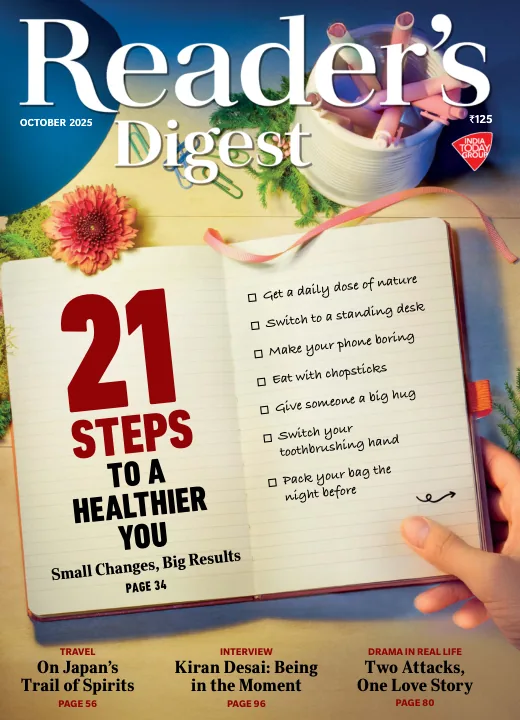 Reader's
Digest
OCTOBER 2025
₹125
INDIA
TODAY
GROUP
21
STEPS
TO A
HEALTHIER
YOU
Small Changes, Big Results
PAGE 34
Get a daily dose of nature
Switch to a standing desk
Make your phone boring
Eat with chopsticks
Give someone a big hug
Switch your
toothbrushing hand
Pack your bag the
night before
TRAVEL
On Japan's
Trail of Spirits
PAGE 56
INTERVIEW
Kiran Desai: Being
in the Moment
PAGE 96
DRAMA IN REAL LIFE
Two Attacks,
One Love Story
PAGE 80